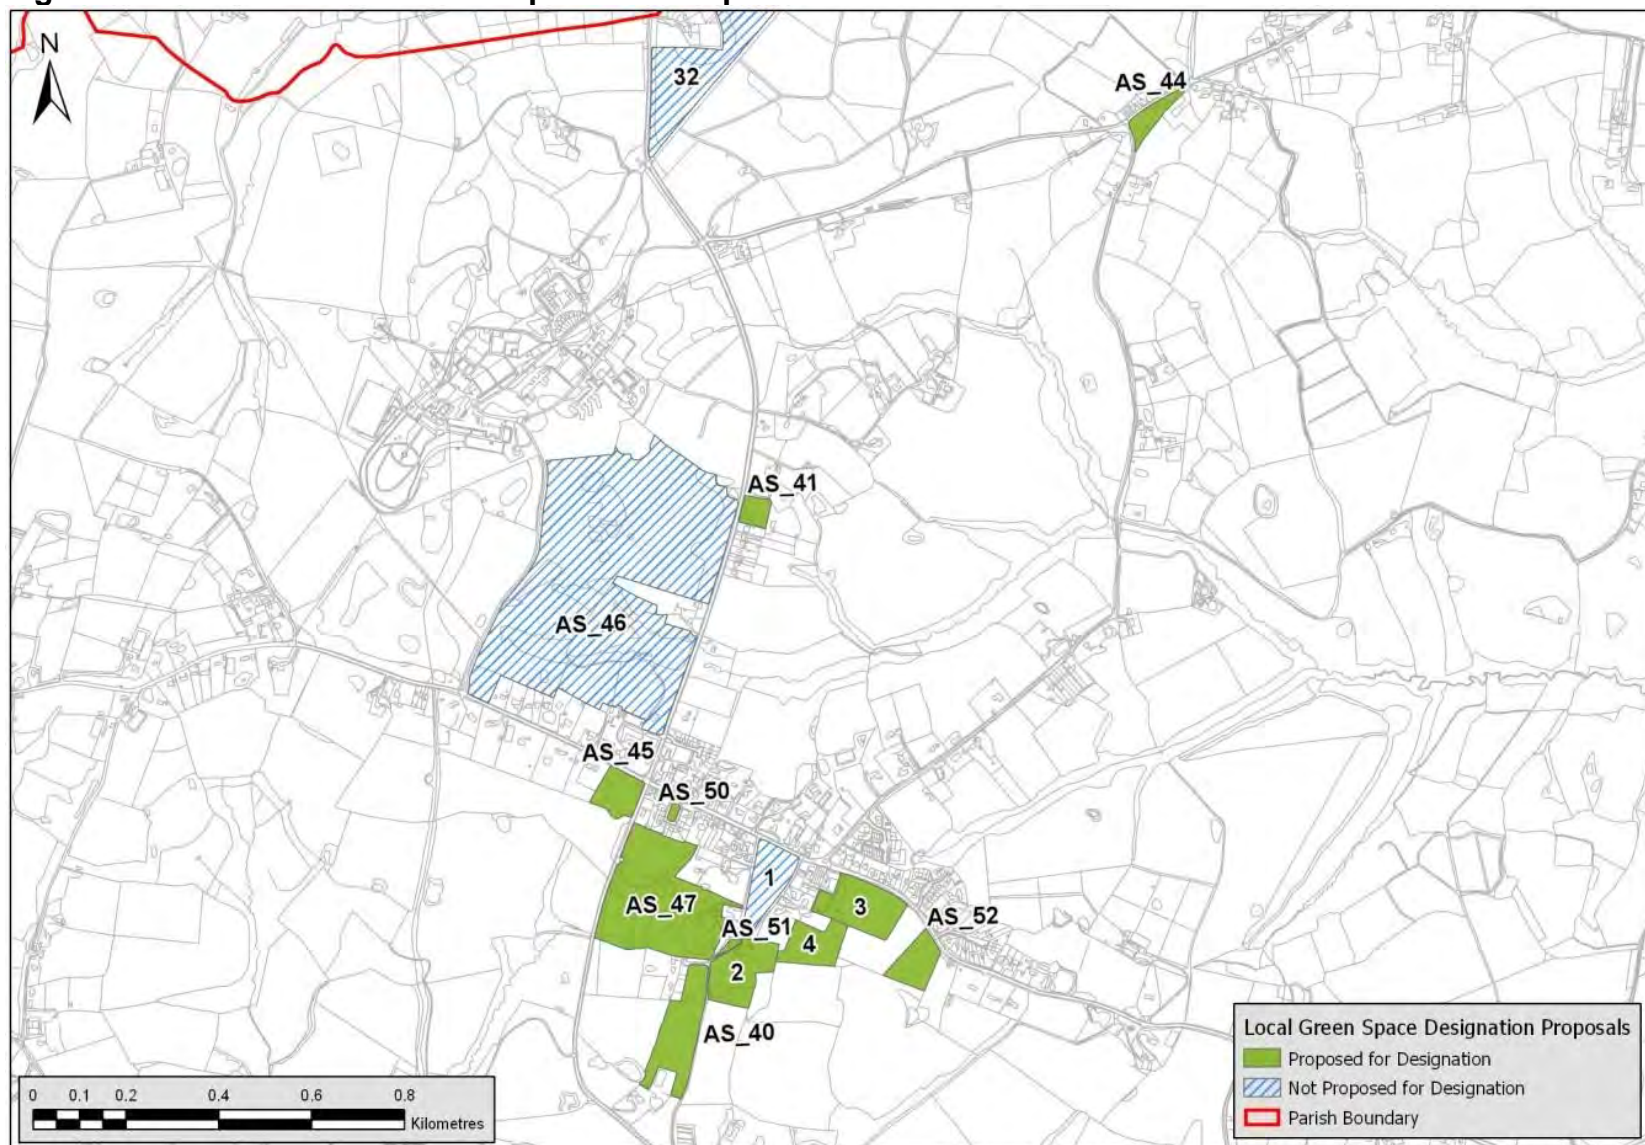 N
32
AS_44
AS_41
AS_46
AS_45
AS_50
1
AS_47
3
AS_52
AS_51
4
2
AS_40
Local Green Space Designation Proposals
Proposed for Designation
Not Proposed for Designation
Parish Boundary
0 0.1 0.2 0.4 0.6 0.8
Kilometres